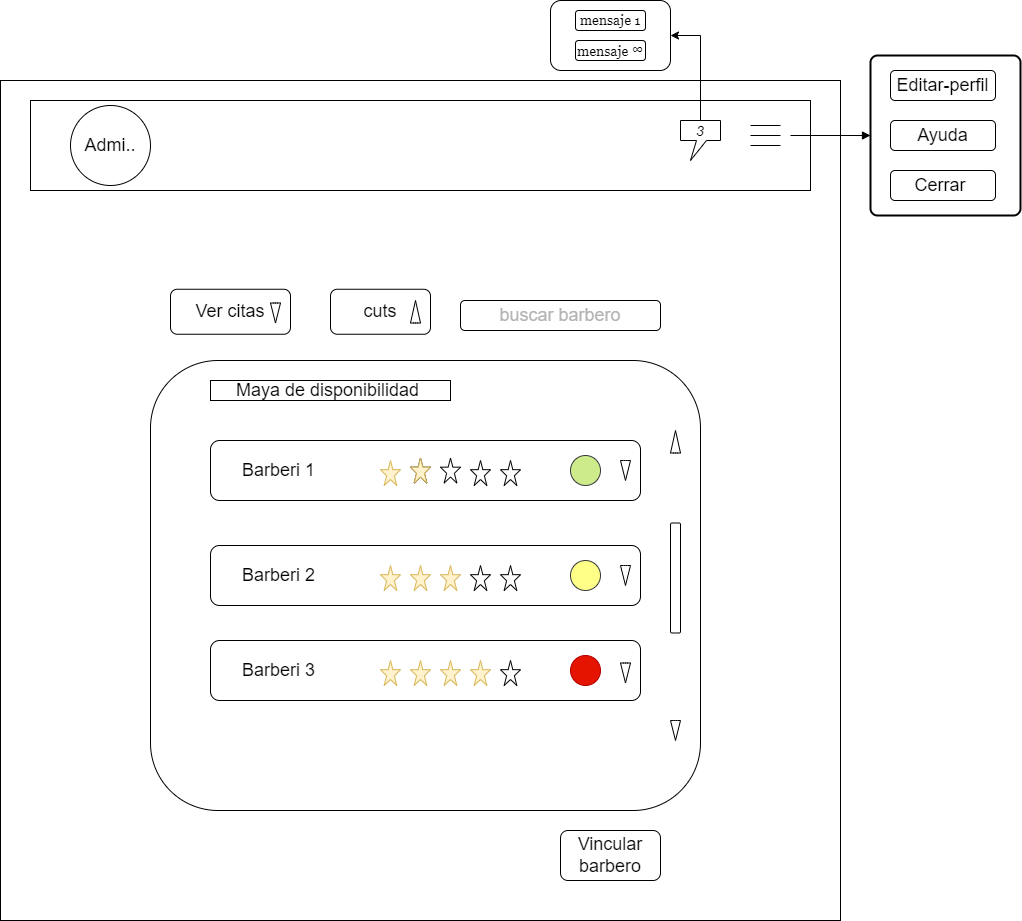 mensaje 1
mensaje ∞
Editar-perfil
Ayuda
Cerrar
Admi..
3
Ver citas
cuts
buscar barbero
Maya de disponibilidad
Barberi 1
Barberi 2
Barberi 3
Vincular
barbero